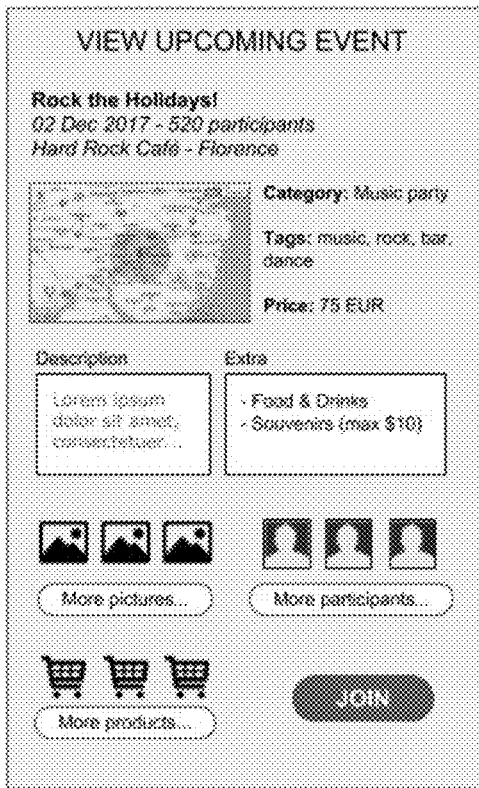 VIEW UPCOMING EVENT
Rock the Holidays!
02 Dec 2017 - 520 participants
Hard Rock Café - Florence
Category: Music party
Tags: music, rock, bar,
dance
Price: 75 EUR
Description
Extra
Lorem ipsum
dolor sit amet,
consectetuer...
- Food & Drinks
- Souvenirs (max $10)
More pictures...
More participants...
More products...
JOIN